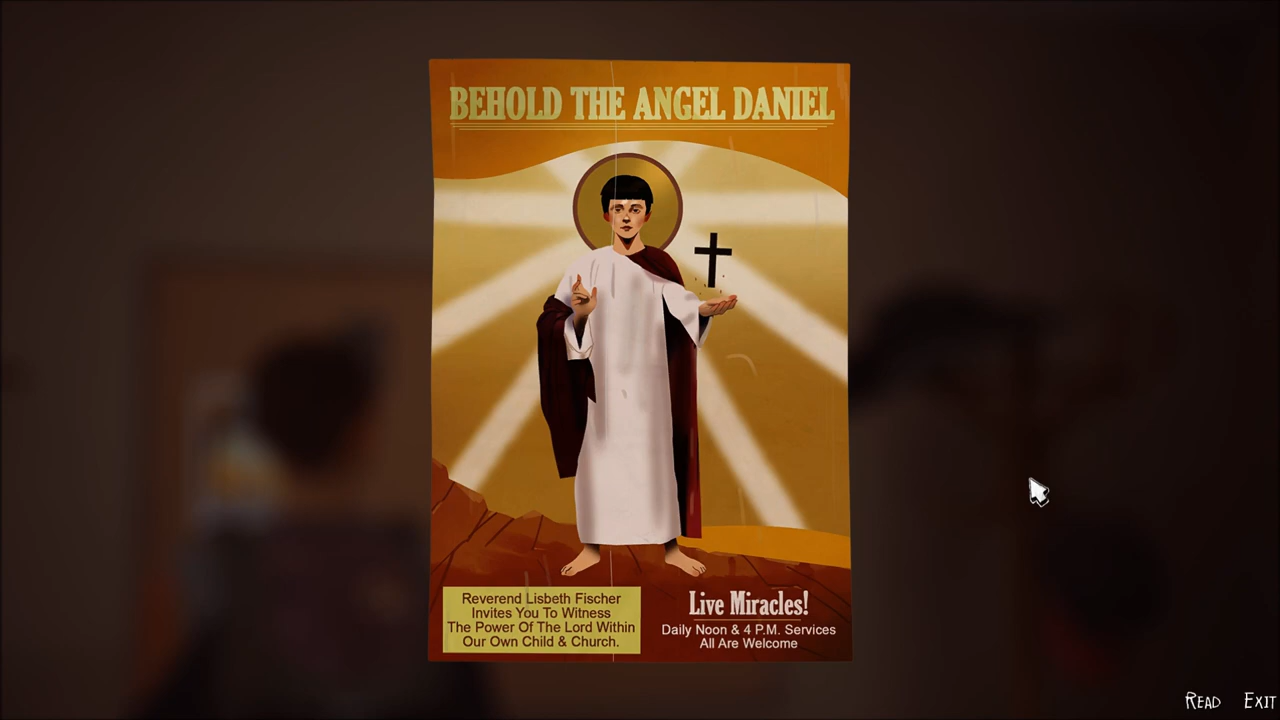 BEHOLD THE ANGEL DANIEL
Reverend Lisbeth Fischer
Invites You To Witness
The Power Of The Lord Within
Our Own Child & Church.
Live Miracles!
Daily Noon & 4 P.M. Services
All Are Welcome
READ EXIT